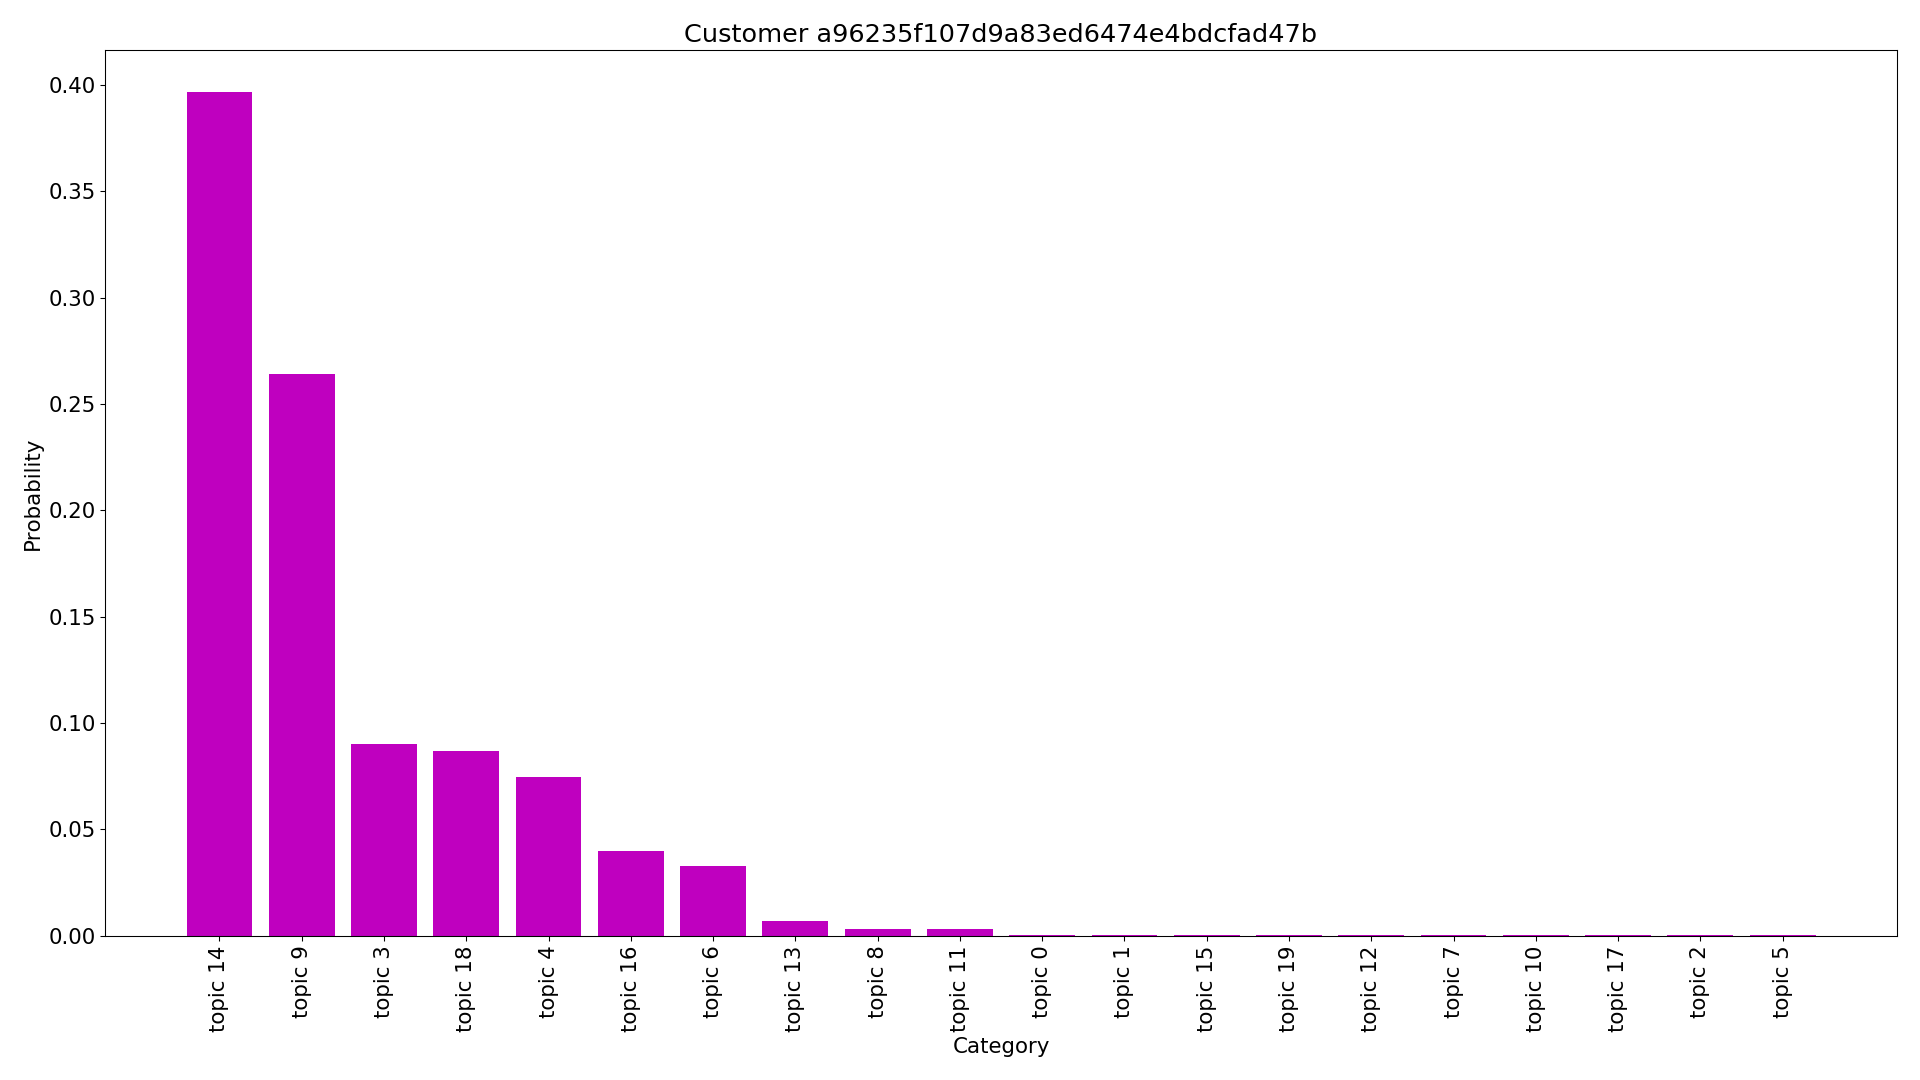 Customer a96235f107d9a83ed6474e4bdcfad47b
0.40
0.35
0.30
0.25
0.20
0.15
0.10
0.05
0.00
Probability
topic 14
topic 9
topic 3
topic 18
topic 4
topic 16
topic 6
topic 13
topic 8
topic 11
topic 0
topic 1
topic 15
topic 19
topic 12
topic 7
topic 10
topic 17
topic 2
topic 5
Category